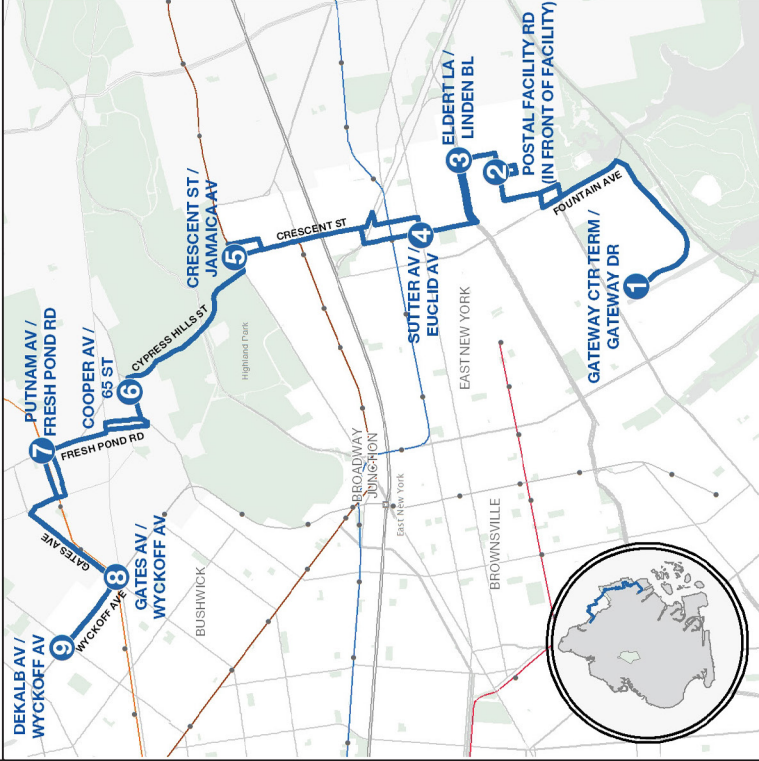 DEKALB AV /
WYCKOFF AV
9
WYCKOFF AVE
8
GATES AV /
WYCKOFF AV
GATES AVE
7
PUTNAM AV /
FRESH POND RD
FRESH POND RD
COOPER AV /
65 ST
6
CYPRESS HILLS ST
CRESCENT ST /
JAMAICA AV
5
CRESCENT ST
Highland Park
SUTTER AV /
EUCLID AV
4
ELDERT LA /
LINDEN BL
3
POSTAL FACILITY RD
(IN FRONT OF FACILITY)
2
FOUNTAIN AVE
GATEWAY CTR TERM /
GATEWAY DR
1
BUSHWICK
BROADWAY
JUNCTION
East New York
EAST NEW YORK
BROWNSVILLE